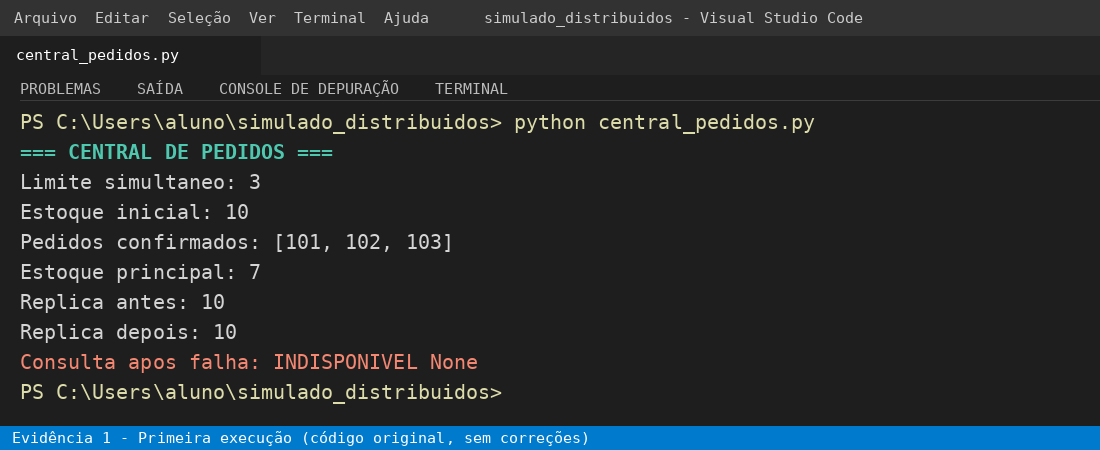 Arquivo Editar Seleção Ver Terminal Ajuda simulado_distribuidos - Visual Studio Code
central_pedidos.py
PROBLEMAS SAÍDA CONSOLE DE DEPURAÇÃO TERMINAL
PS C:\Users\aluno\simulado_distribuidos> python central_pedidos.py
=== CENTRAL DE PEDIDOS ===
Limite simultaneo: 3
Estoque inicial: 10
Pedidos confirmados: [101, 102, 103]
Estoque principal: 7
Replica antes: 10
Replica depois: 10
Consulta apos falha: INDISPONIVEL None
PS C:\Users\aluno\simulado_distribuidos>
Evidência 1 - Primeira execução (código original, sem correções)